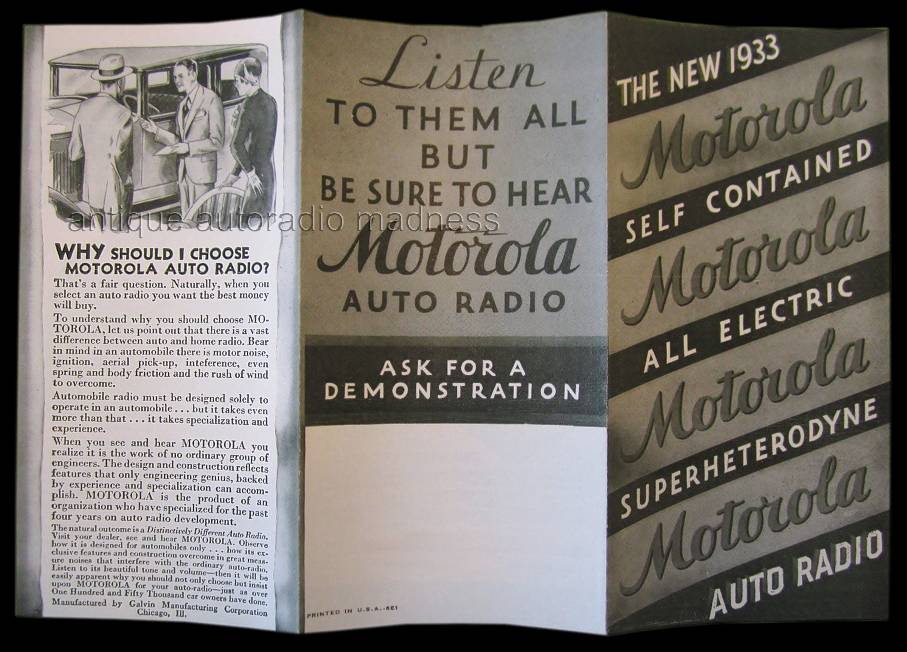 WHY SHOULD I CHOOSE
MOTOROLA AUTO RADIO?
That's a fair question. Naturally, when you
select an auto radio you want the best money
will buy.
To understand why you should choose MO-
TOROLA, let us point out that there is a vast
difference between auto and home radio. Bear
in mind in an automobile there is motor noise,
ignition, aerial pick-up, inteference, even
spring and body friction and the rush of wind
to overcome.
Automobile radio must be designed solely to
operate in an automobile . . . but it takes even
more than that . . . it takes specialization and
experience.
When you see and hear MOTOROLA you
realize it is the work of no ordinary group of
engineers. The design and construction reflects
features that only engineering genius, backed
by experience and specialization can accom-
plish. MOTOROLA is the product of an
organization who have specialized for the past
four years on auto radio development.
The natural outcome is a Distinctively Different Auto Radio.
Visit your dealer, see and hear MOTOROLA. Observe
how it is designed for automobiles only . . . how its ex-
clusive features and construction overcome in great meas-
ure noises that interfere with the ordinary auto-radio.
Listen to its beautiful tone and volume—then it will be
easily apparent why you should not only choose but insist
upon MOTOROLA for your auto-radio—just as over
One Hundred and Fifty Thousand car owners have done.
Manufactured by Galvin Manufacturing Corporation
Chicago, Ill.
antique autoradio madness
Listen
TO THEM ALL
BUT
BE SURE TO HEAR
Motorola
AUTO RADIO
ASK FOR A
DEMONSTRATION
PRINTED IN U.S.A.-681
THE NEW 1933
Motorola
SELF CONTAINED
Motorola
ALL ELECTRIC
Motorola
SUPERHETERODYNE
Motorola
AUTO RADIO